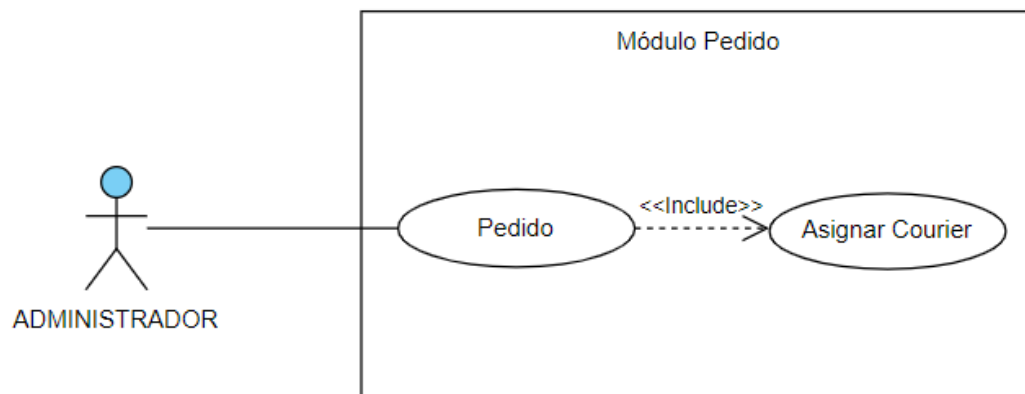 Módulo Pedido
<<Include>>
Pedido
Asignar Courier
ADMINISTRADOR